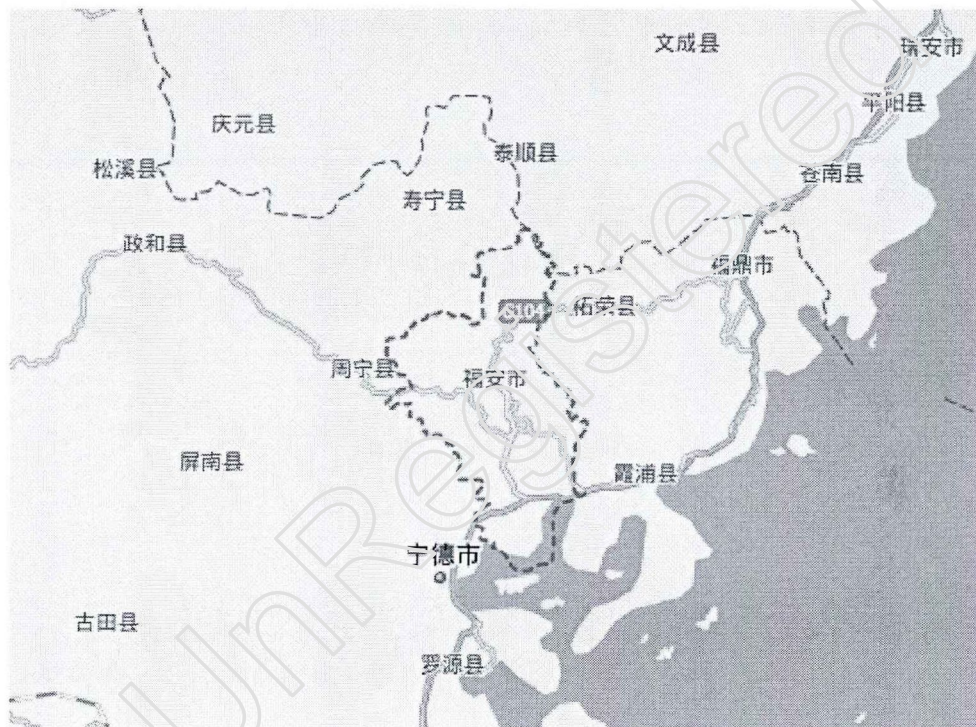 文成县
瑞安市
平阳县
庆元县
泰顺县
松溪县
苍南县
寿宁县
政和县
福鼎市
S104
柘荣县
周宁县
福安市
屏南县
霞浦县
宁德市
古田县
罗源县
UnRegistered